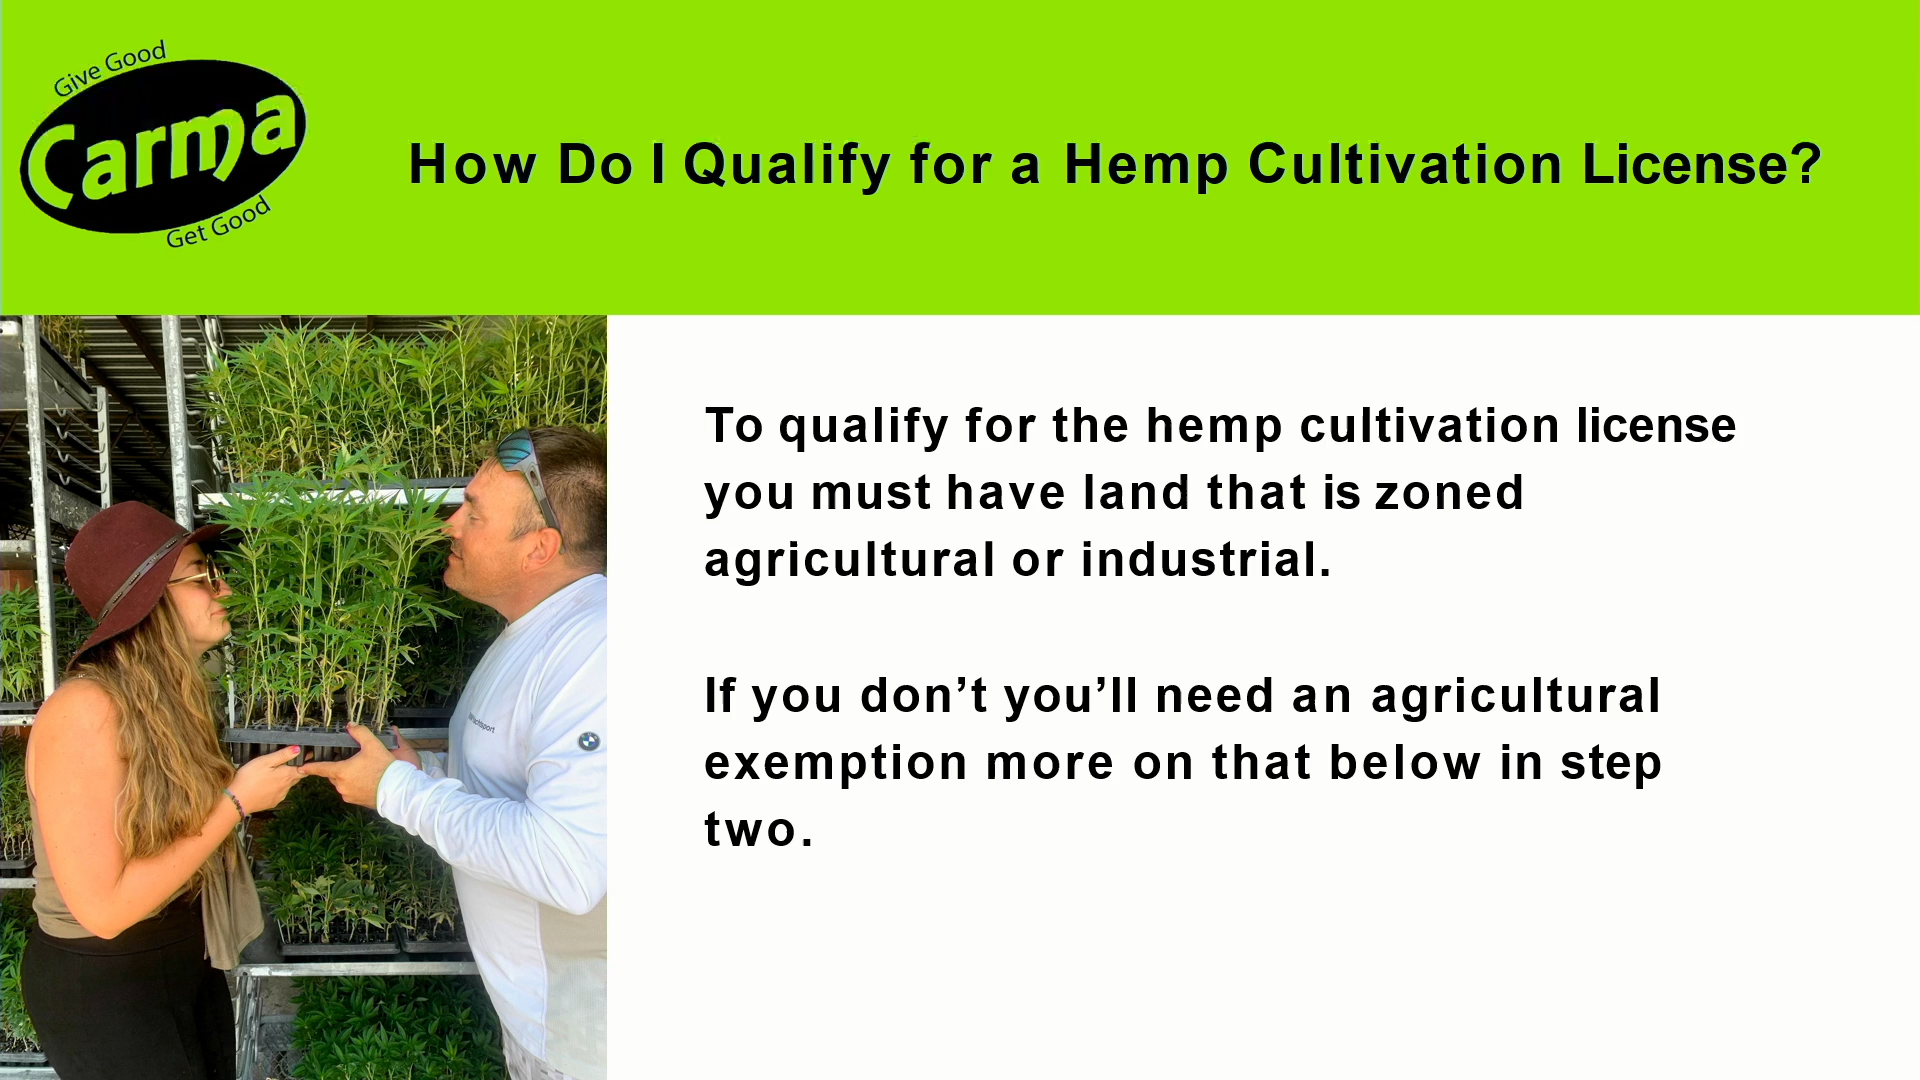 Give Good
Carma
Get Good
How Do I Qualify for a Hemp Cultivation License?
To qualify for the hemp cultivation license
you must have land that is zoned
agricultural or industrial.
If you don’t you’ll need an agricultural
exemption more on that below in step
two.